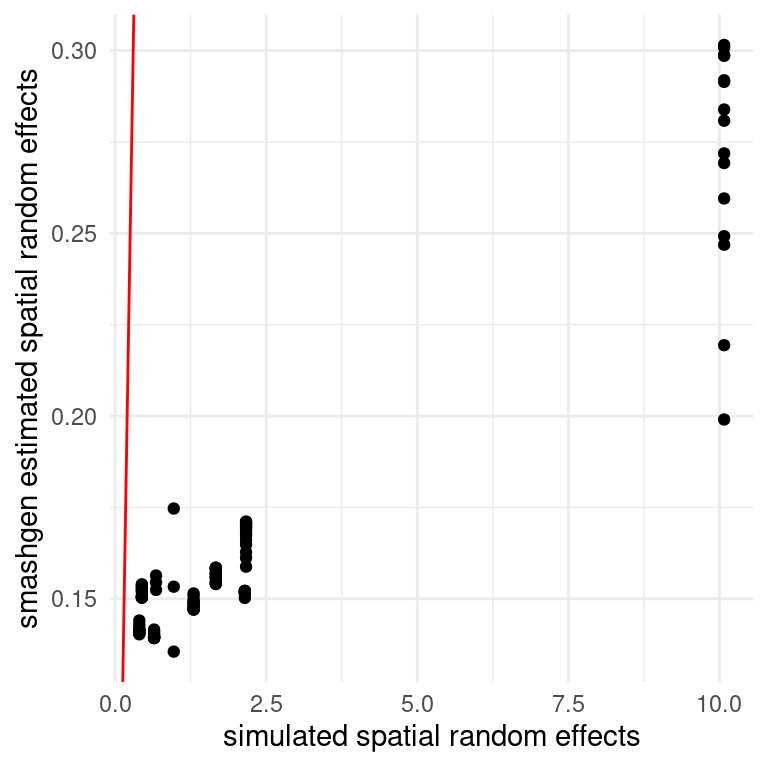 smashgen estimated spatial random effects
0.30
0.25
0.20
0.15
0.0 2.5 5.0 7.5 10.0
simulated spatial random effects